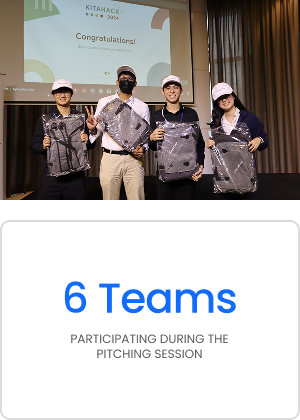 KITAHACK
2024
Congratulations!
6 Teams
PARTICIPATING DURING THE
PITCHING SESSION